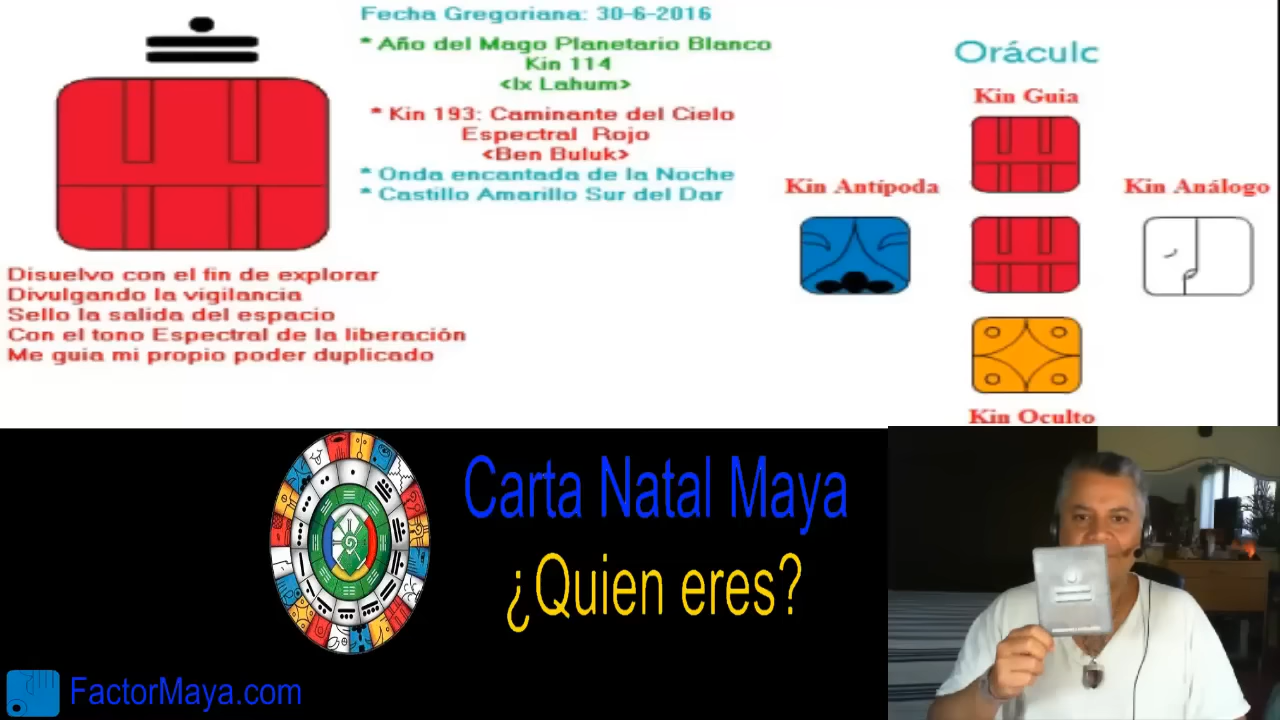 Fecha Gregoriana: 30-6-2016
* Año del Mago Planetario Blanco
Kin 114
<Ix Lahum>
* Kin 193: Caminante del Cielo
Espectral Rojo
<Ben Buluk>
* Onda encantada de la Noche
* Castillo Amarillo Sur del Dar
Disuelvo con el fin de explorar
Divulgando la vigilancia
Sello la salida del espacio
Con el tono Espectral de la liberación
Me guia mi propio poder duplicado
Oráculo
Kin Guia
Kin Antípoda
Kin Análogo
Kin Oculto
Carta Natal Maya
¿Quien eres?
FactorMaya.com